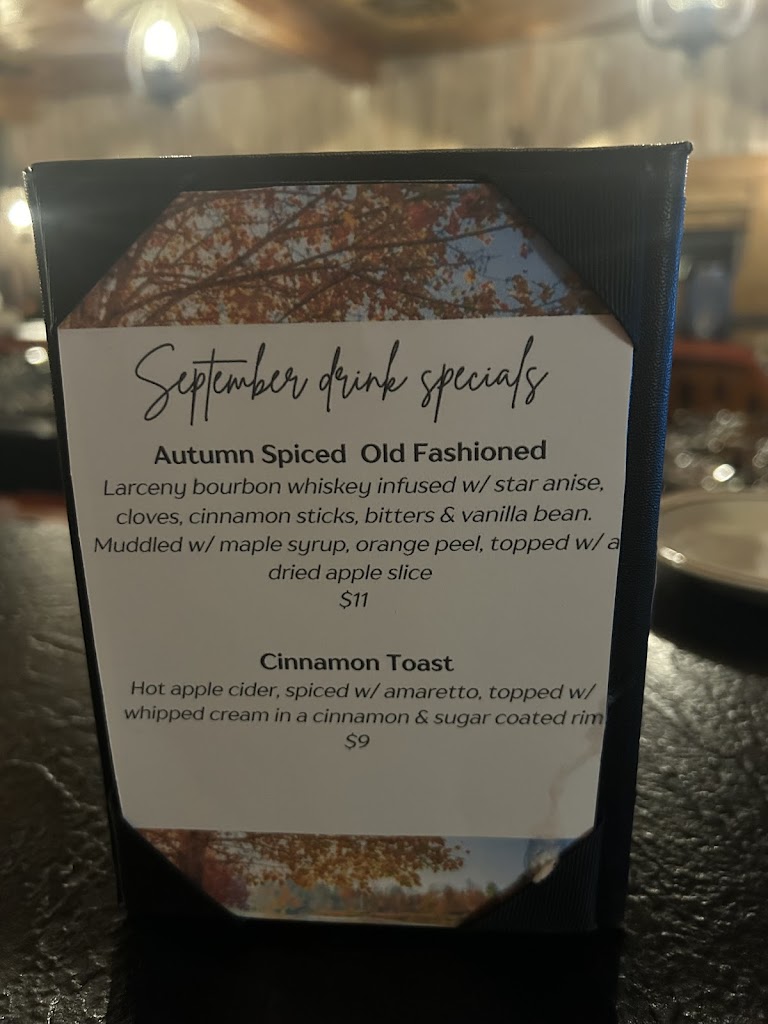 September drink specials
Autumn Spiced Old Fashioned
Larceny bourbon whiskey infused w/ star anise,
cloves, cinnamon sticks, bitters & vanilla bean.
Muddled w/ maple syrup, orange peel, topped w/ a
dried apple slice
$11
Cinnamon Toast
Hot apple cider, spiced w/ amaretto, topped w/
whipped cream in a cinnamon & sugar coated rim
$9